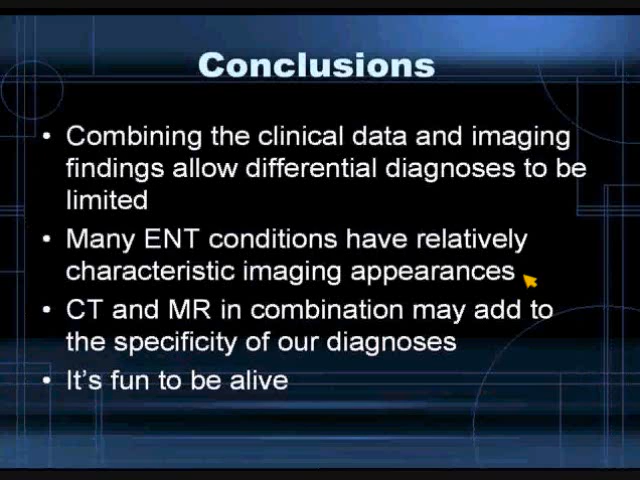 Conclusions
• Combining the clinical data and imaging
findings allow differential diagnoses to be
limited
• Many ENT conditions have relatively
characteristic imaging appearances
• CT and MR in combination may add to
the specificity of our diagnoses
• It's fun to be alive